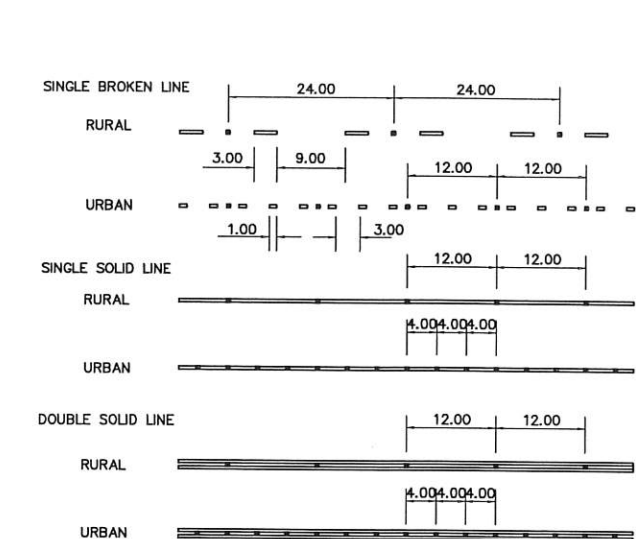 SINGLE BROKEN LINE
24.00 24.00
RURAL
3.00 9.00
12.00 12.00
URBAN
1.00 3.00
SINGLE SOLID LINE
12.00 12.00
RURAL
4.00 4.00 4.00
URBAN
DOUBLE SOLID LINE
12.00 12.00
RURAL
4.00 4.00 4.00
URBAN